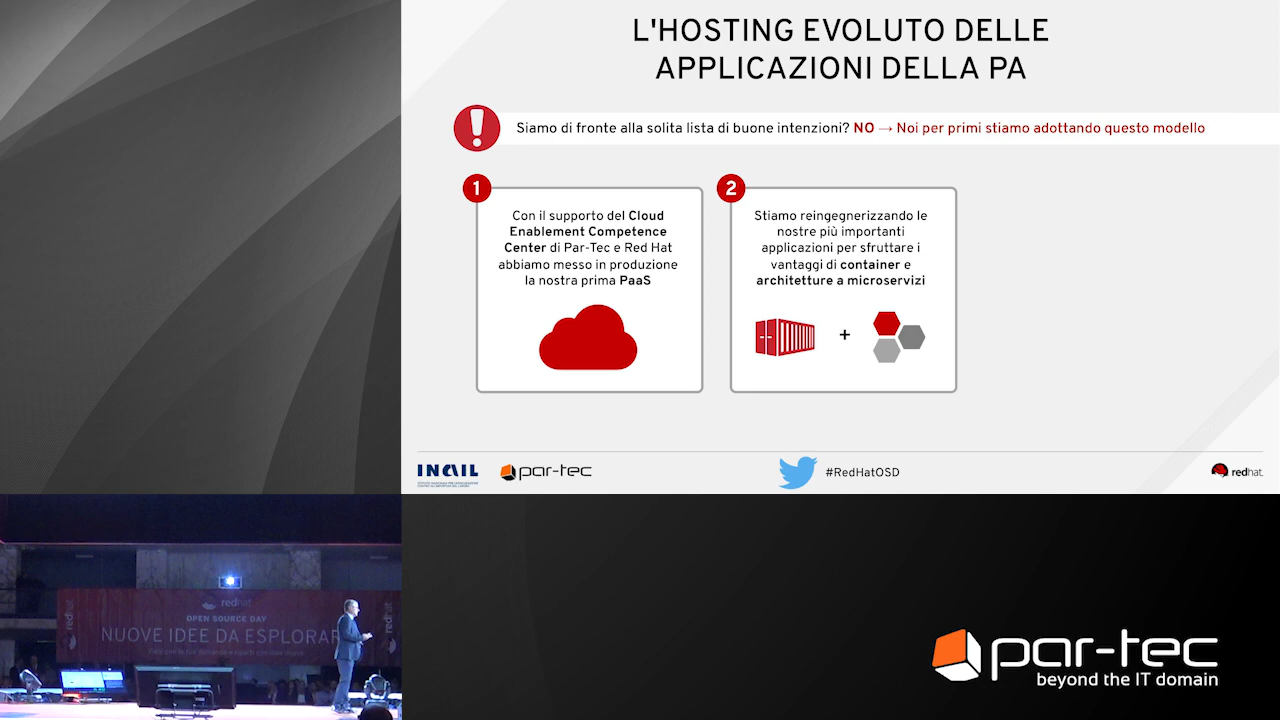 L'HOSTING EVOLUTO DELLE
APPLICAZIONI DELLA PA
Siamo di fronte alla solita lista di buone intenzioni? NO → Noi per primi stiamo adottando questo modello
1
Con il supporto del Cloud
Enablement Competence
Center di Par-Tec e Red Hat
abbiamo messo in produzione
la nostra prima PaaS
2
Stiamo reingegnerizzando le
nostre più importanti
applicazioni per sfruttare i
vantaggi di container e
architetture a microservizi
+
INAIL
par-tec
#RedHatOSD
redhat.
redhat
OPEN SOURCE DAY
NUOVE IDEE DA ESPLORAR
redhat
redhat
par-tec
beyond the IT domain